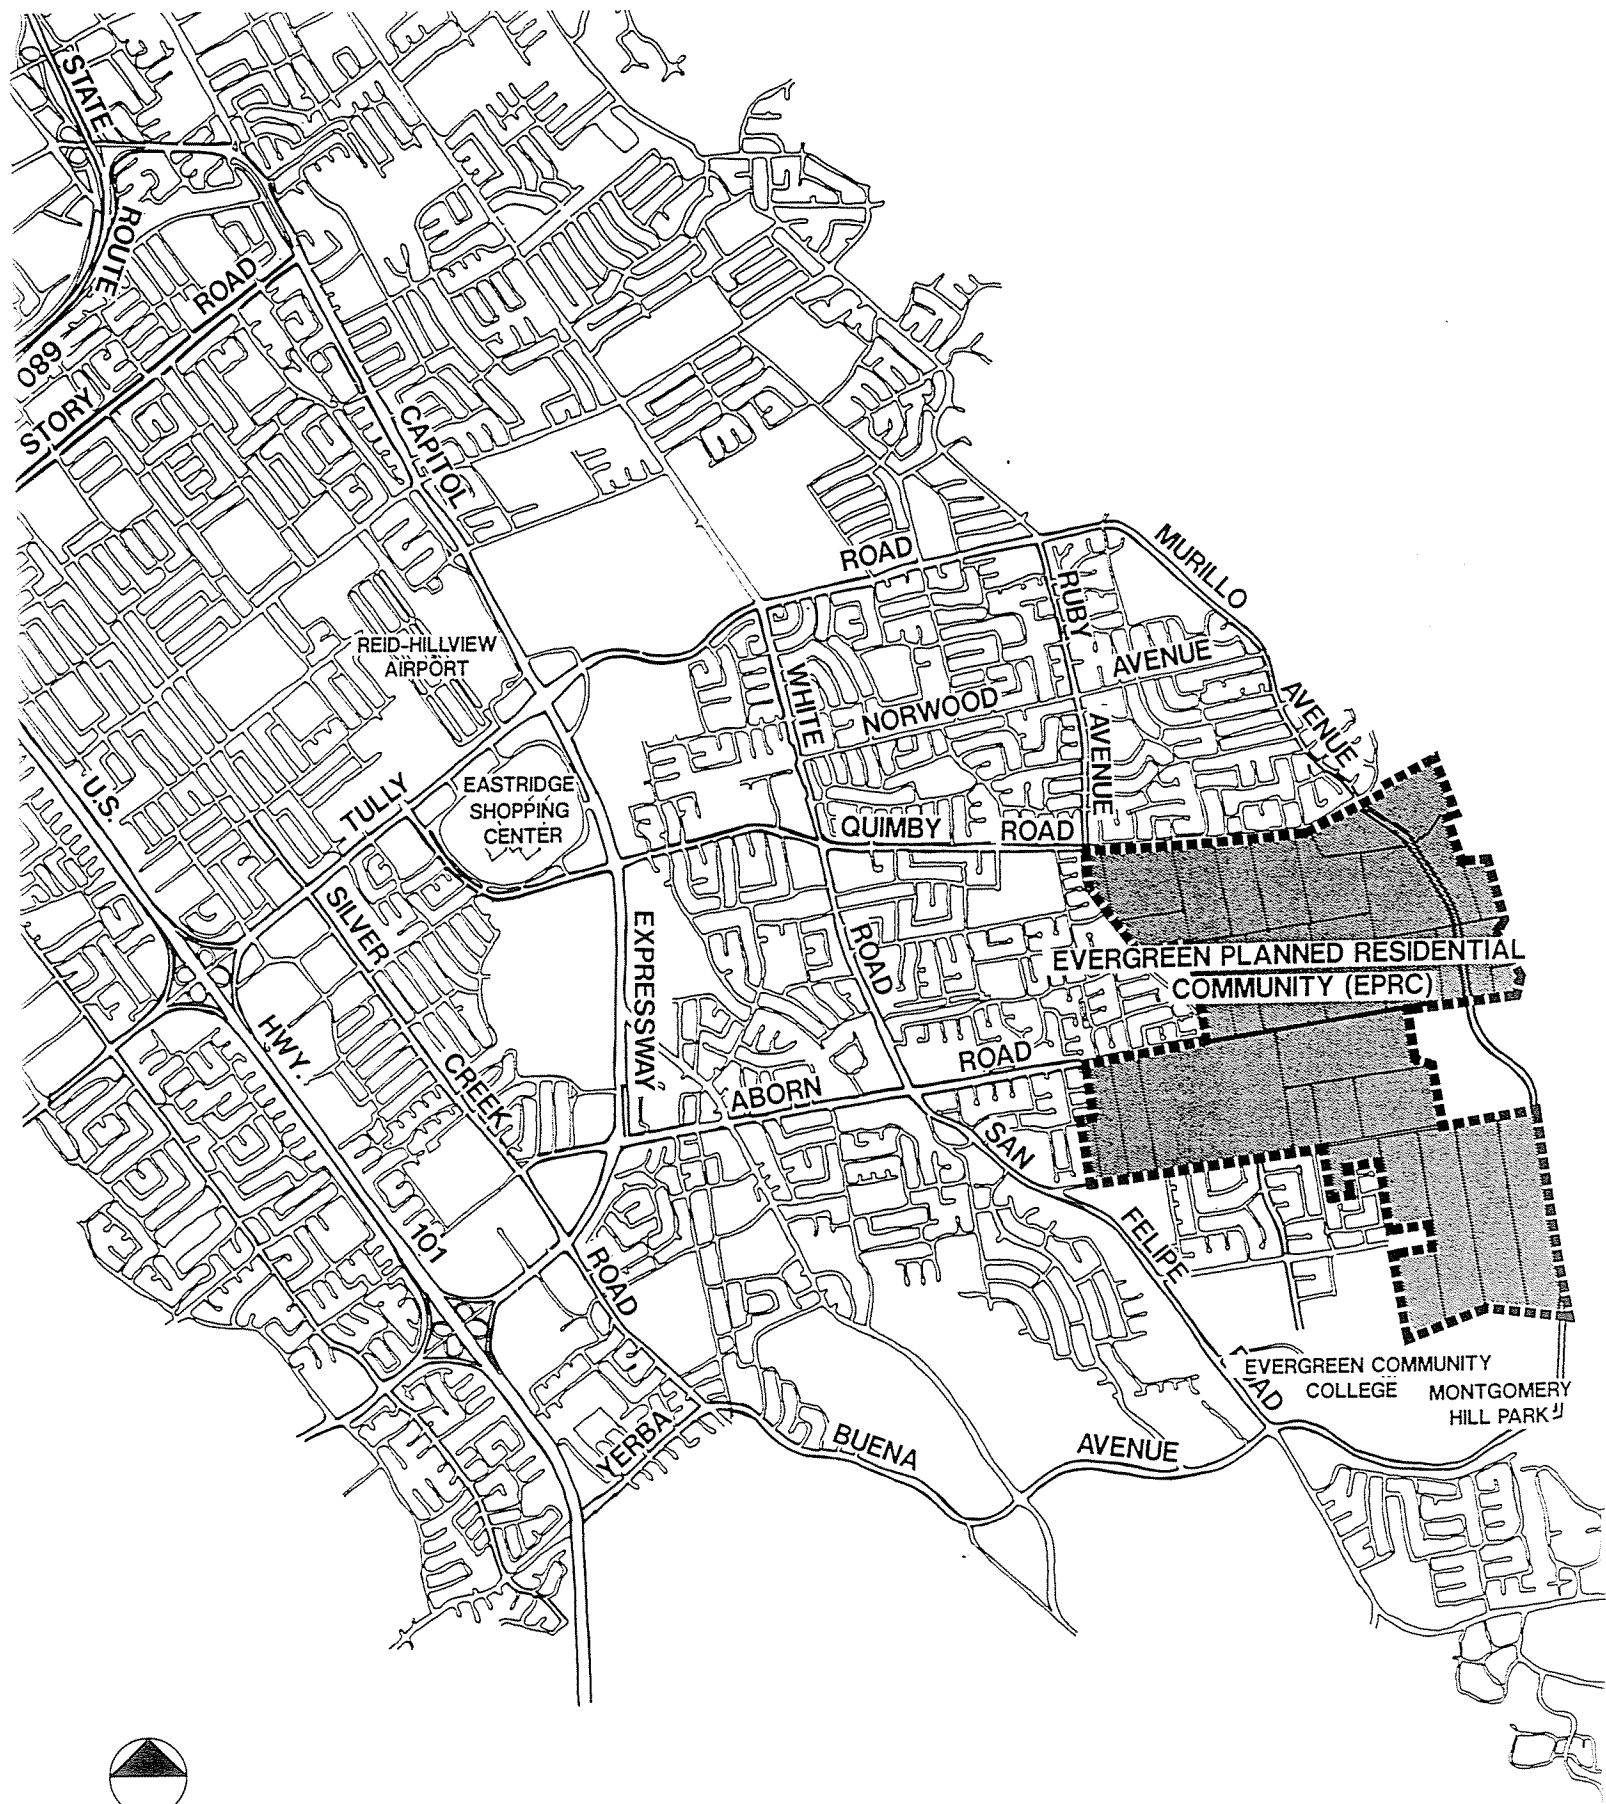 STATE
ROUTE
680
STORY
ROAD
CAPITOL
REID-HILLVIEW
AIRPORT
ROAD
MURILLO
RUBY
AVENUE
WHITE
NORWOOD
AVENUE
AVENUE
U.S.
TULLY
EASTRIDGE
SHOPPING
CENTER
QUIMBY
ROAD
SILVER
EXPRESSWAY
ROAD
EVERGREEN PLANNED RESIDENTIAL
COMMUNITY (EPRC)
HWY.
CREEK
ABORN
ROAD
SAN
101
ROAD
FELIPE
EVERGREEN COMMUNITY
COLLEGE
MONTGOMERY
HILL PARK
YERBA
BUENA
AVENUE